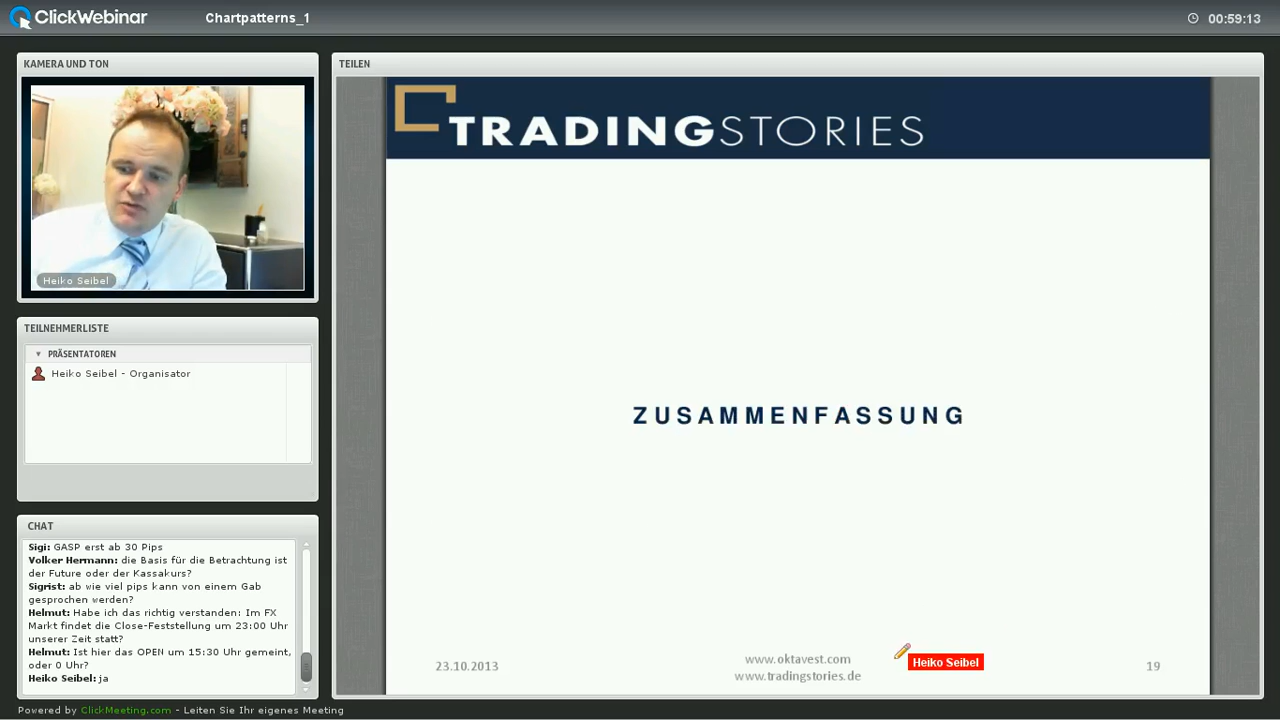 ClickWebinar
Chartpatterns_1
00:59:13
KAMERA UND TON
Heiko Seibel
TEILNEHMERLISTE
PRÄSENTATOREN
Heiko Seibel - Organisator
CHAT
Sigi: GASP erst ab 30 Pips
Volker Hermann: die Basis für die Betrachtung ist
der Future oder der Kassakurs?
Sigrist: ab wie viel pips kann von einem Gab
gesprochen werden?
Helmut: Habe ich das richtig verstanden: Im FX
Markt findet die Close-Feststellung um 23:00 Uhr
unserer Zeit statt?
Helmut: Ist hier das OPEN um 15:30 Uhr gemeint,
oder 0 Uhr?
Heiko Seibel: ja
TEILEN
TRADINGSTORIES
ZUSAMMENFASSUNG
23.10.2013
www.oktavest.com
www.tradingstories.de
Heiko Seibel
19
Powered by ClickMeeting.com - Leiten Sie Ihr eigenes Meeting